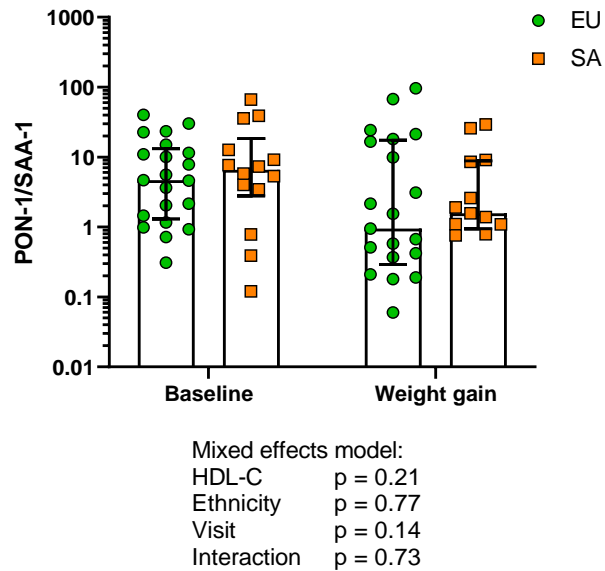 1000
100
10
1
0.1
0.01
PON-1/SAA-1
EU
SA
Baseline
Weight gain
Mixed effects model:
HDL-C p = 0.21
Ethnicity p = 0.77
Visit p = 0.14
Interaction p = 0.73